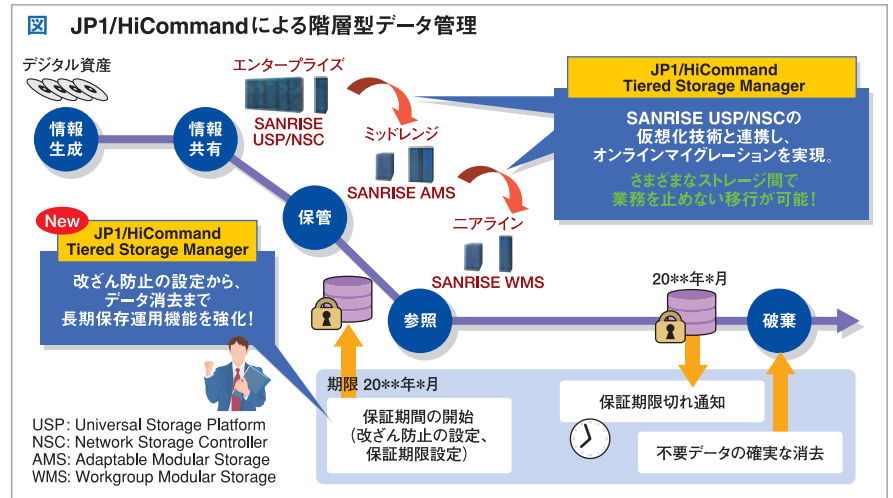 図 JP1/HiCommandによる階層型データ管理
デジタル資産
情報
生成
情報
共有
エンタープライズ
SANRISE
USP/NSC
ミッドレンジ
SANRISE AMS
ニアライン
SANRISE WMS
JP1/HiCommand
Tiered Storage Manager
SANRISE USP/NSCの
仮想化技術と連携し、
オンラインマイグレーションを実現。
さまざまなストレージ間で
業務を止めない移行が可能！
保管
New
JP1/HiCommand
Tiered Storage Manager
改ざん防止の設定から、
データ消去まで
長期保存運用機能を強化！
参照
20**年*月
破棄
期限 20**年*月
保証期間の開始
（改ざん防止の設定、
保証期限設定）
保証期限切れ通知
不要データの確実な消去
USP: Universal Storage Platform
NSC: Network Storage Controller
AMS: Adaptable Modular Storage
WMS: Workgroup Modular Storage